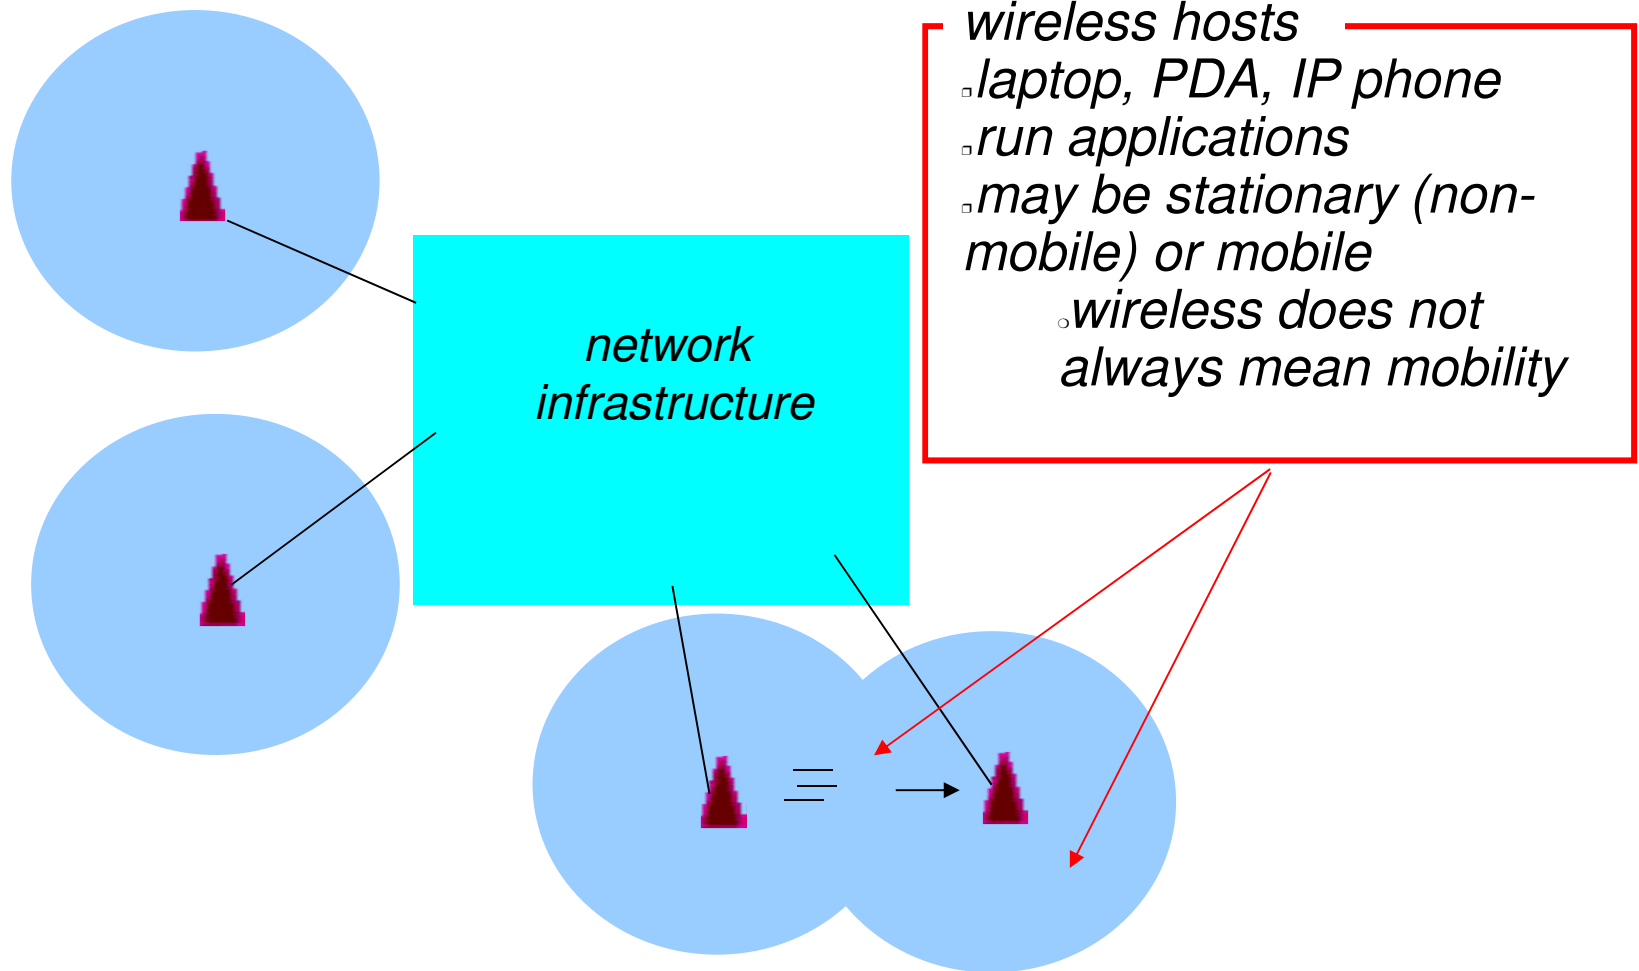 wireless hosts
❒laptop, PDA, IP phone
❒run applications
❒may be stationary (non-
mobile) or mobile
❍wireless does not
always mean mobility
network
infrastructure